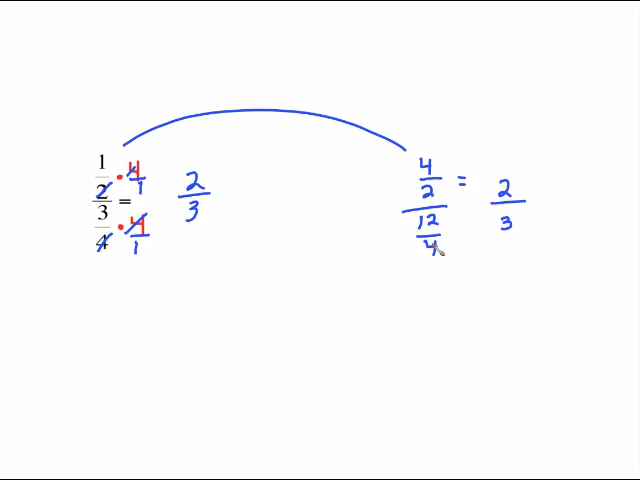 1/2 · 4/1
= 2/3
3/4 · 4/1
4/2 = 2/3
12/4